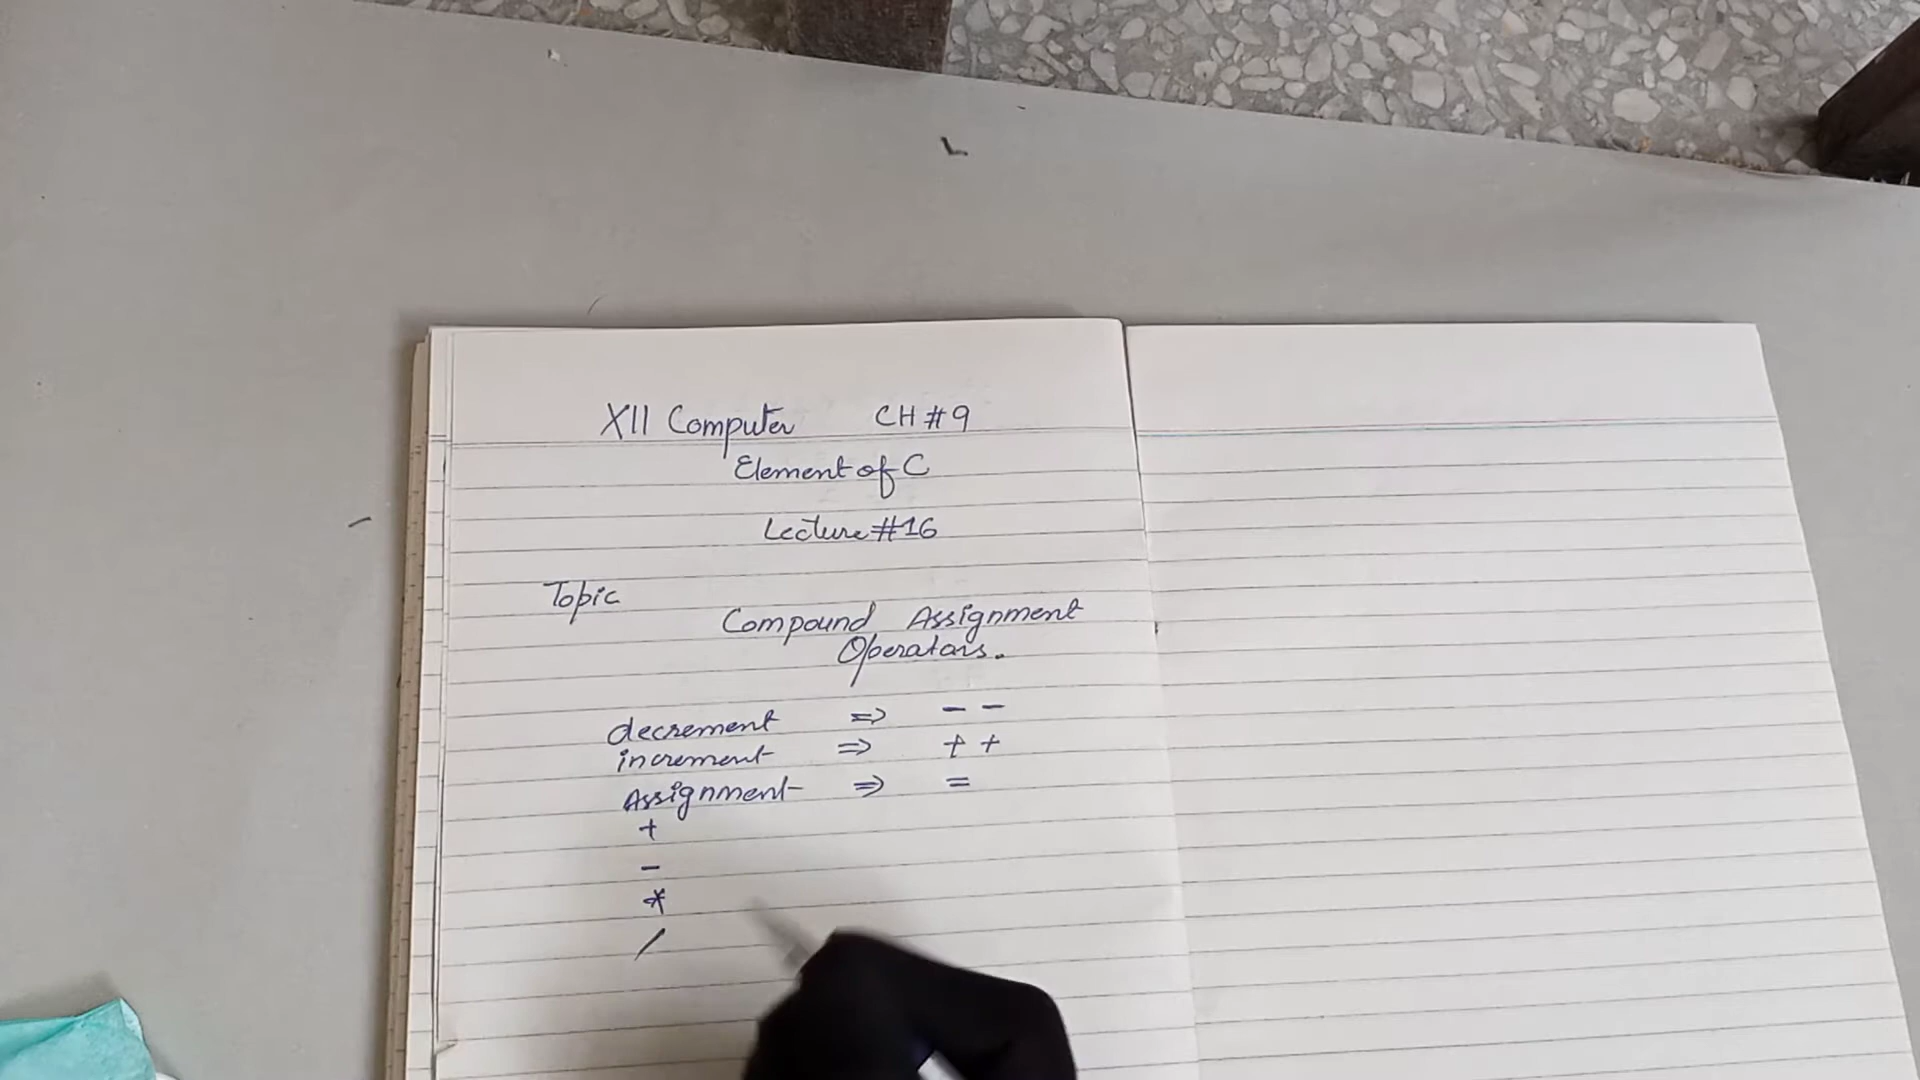 XII Computer CH#9
Element of C
Lecture#16
Topic
Compound Assignment
Operators.
decrement ⇒ - -
increment ⇒ + +
Assignment ⇒ =
+
-
*
/